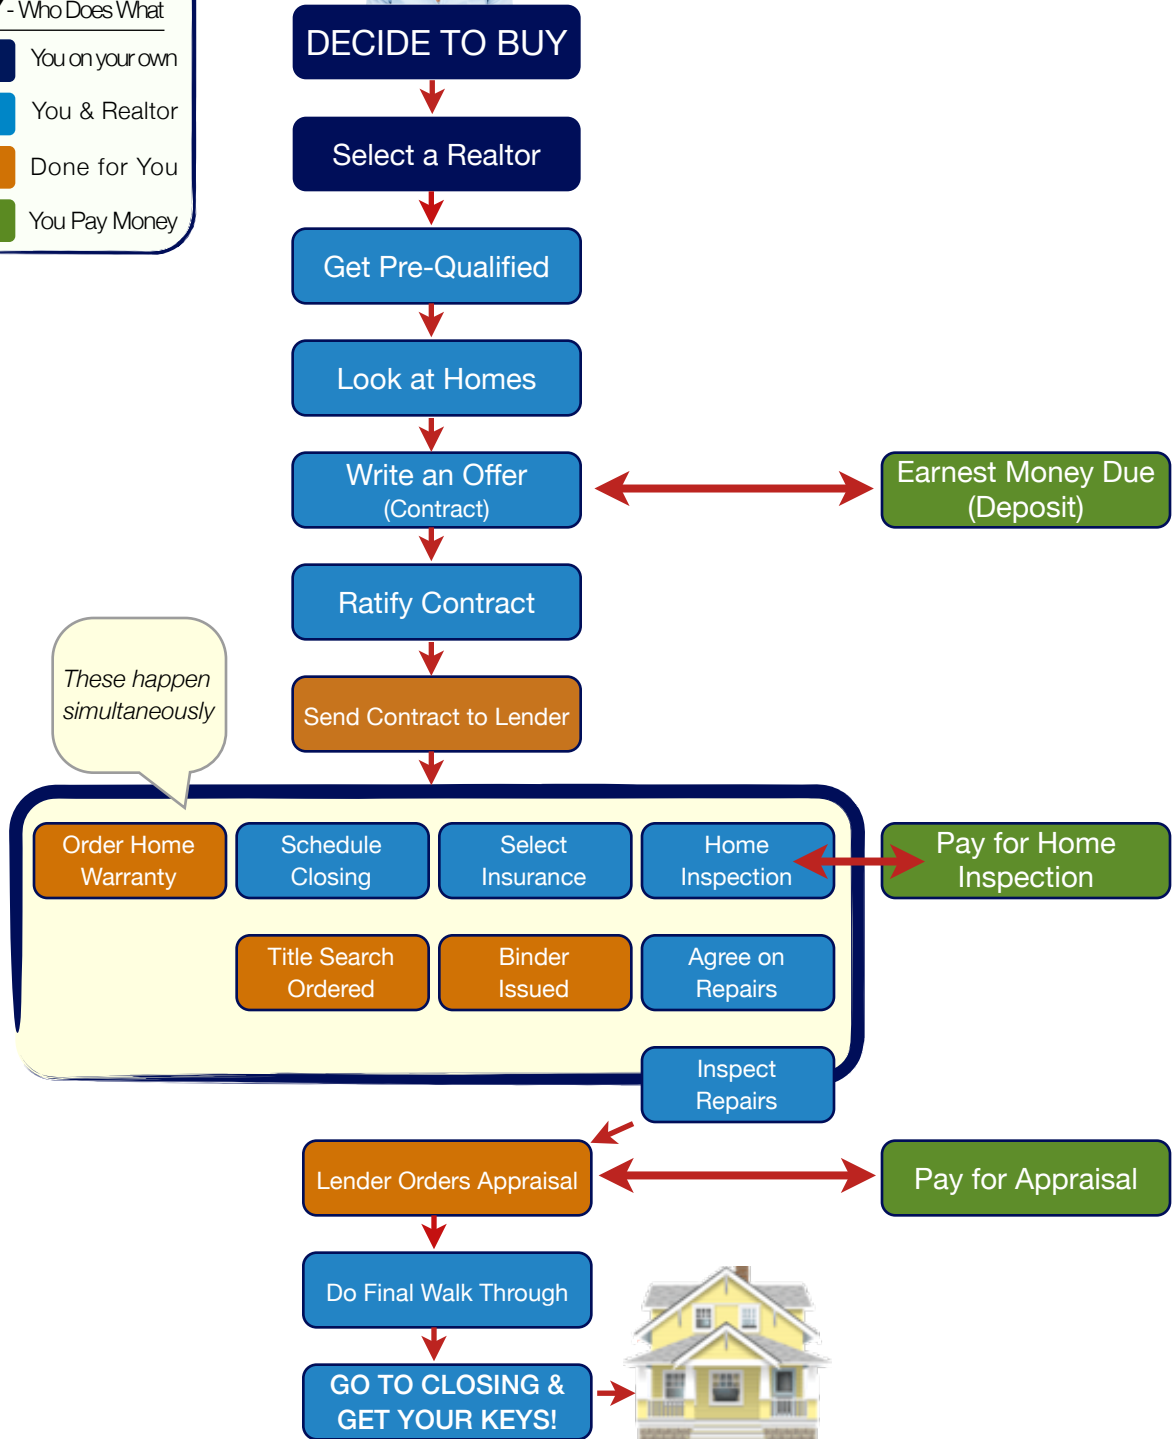 - Who Does What
You on your own
You & Realtor
Done for You
You Pay Money
DECIDE TO BUY
Select a Realtor
Get Pre-Qualified
Look at Homes
Write an Offer
(Contract)
Earnest Money Due
(Deposit)
Ratify Contract
These happen
simultaneously
Send Contract to Lender
Order Home
Warranty
Schedule
Closing
Select
Insurance
Home
Inspection
Pay for Home
Inspection
Title Search
Ordered
Binder
Issued
Agree on
Repairs
Inspect
Repairs
Lender Orders Appraisal
Pay for Appraisal
Do Final Walk Through
GO TO CLOSING &
GET YOUR KEYS!